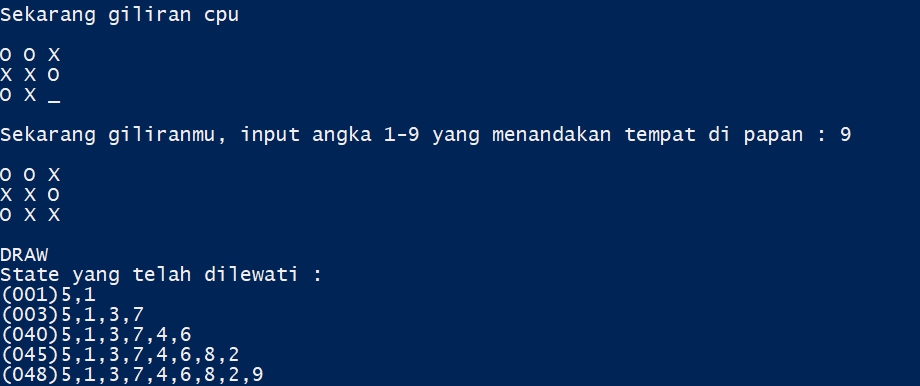 Sekarang giliran cpu
O O X
X X O
O X _
Sekarang giliranmu, input angka 1-9 yang menandakan tempat di papan : 9
O O X
X X O
O X X
DRAW
State yang telah dilewati :
(001)5,1
(003)5,1,3,7
(040)5,1,3,7,4,6
(045)5,1,3,7,4,6,8,2
(048)5,1,3,7,4,6,8,2,9